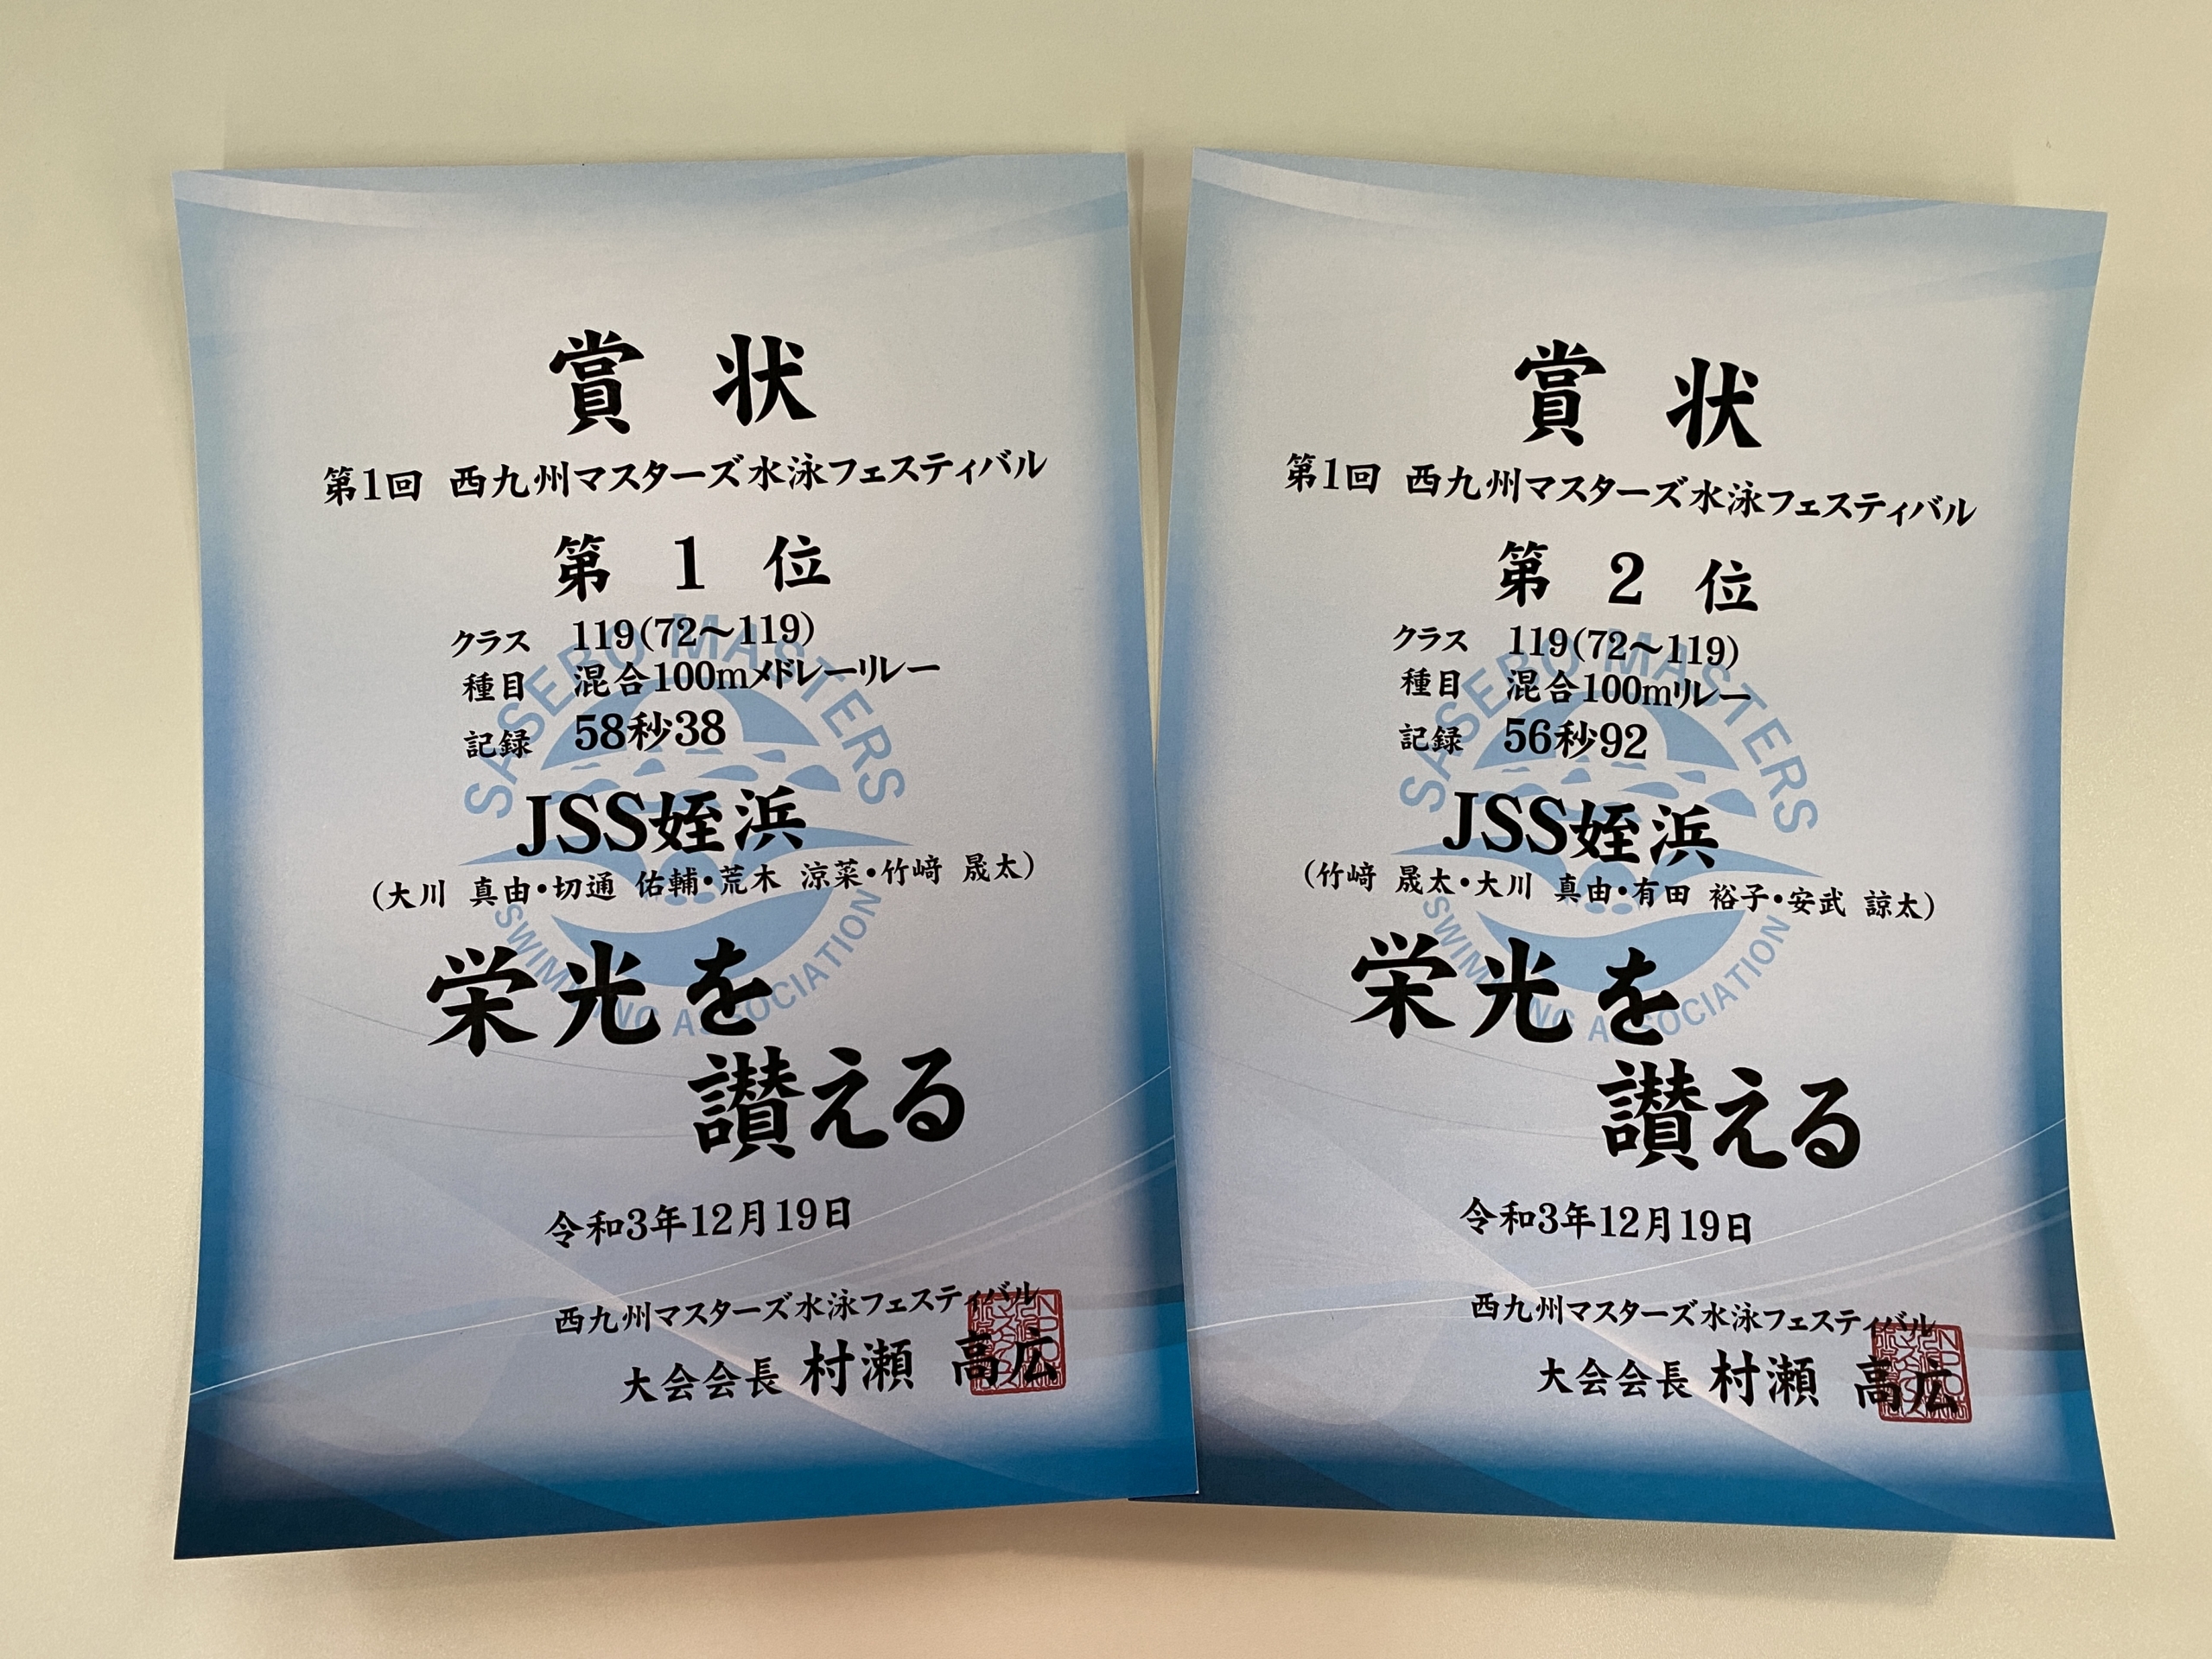 賞状
第1回 西九州マスターズ水泳フェスティバル
第1位
クラス 119(72～119)
種目 混合100mメドレーリレー
記録 58秒38
JSS姪浜
(大川 真由・切通 佑輔・荒木 涼菜・竹﨑 晟太)
栄光を
讃える
令和3年12月19日
西九州マスターズ水泳フェスティバル
大会会長 村瀬 高広
SASEBO MASTERS
SWIMMING ASSOCIATION
賞状
第1回 西九州マスターズ水泳フェスティバル
第2位
クラス 119(72～119)
種目 混合100mリレー
記録 56秒92
JSS姪浜
(竹﨑 晟太・大川 真由・有田 裕子・安武 諒太)
栄光を
讃える
令和3年12月19日
西九州マスターズ水泳フェスティバル
大会会長 村瀬 高広
SASEBO MASTERS
SWIMMING ASSOCIATION